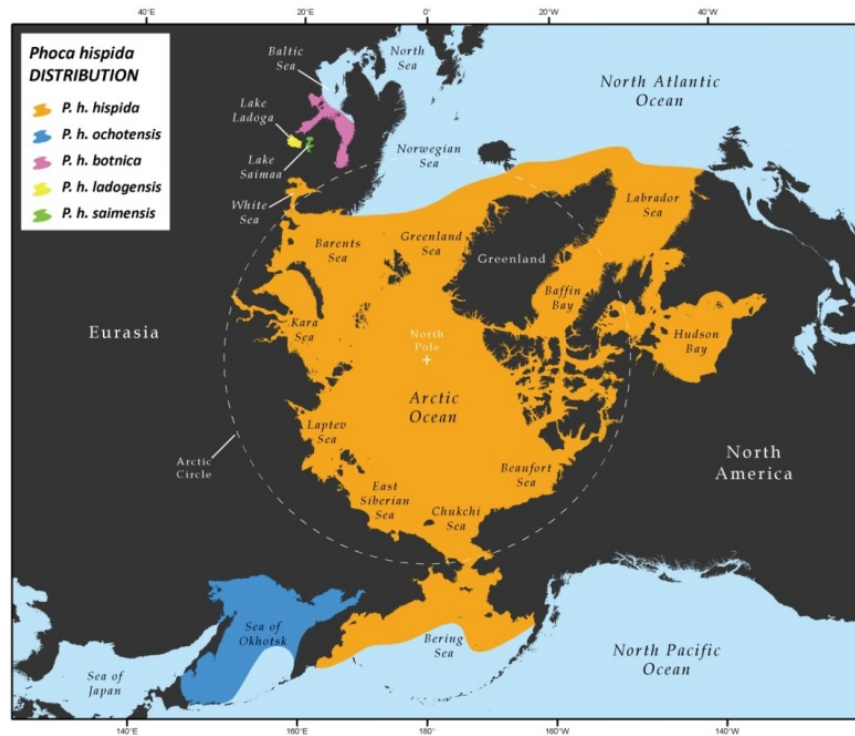 40°E
20°E
0°
20°W
40°W
Phoca hispida
DISTRIBUTION
P. h. hispida
P. h. ochotensis
P. h. botnica
P. h. ladogensis
P. h. saimensis
Baltic
Sea
North
Sea
North Atlantic
Ocean
Lake
Ladoga
Lake
Saimaa
Norwegian
Sea
White
Sea
Labrador
Sea
Barents
Sea
Greenland
Sea
Greenland
Baffin
Bay
Eurasia
Kara
Sea
North
Pole
Hudson
Bay
Arctic
Ocean
Laptev
Sea
North
America
Arctic
Circle
Beaufort
Sea
East
Siberian
Sea
Chukchi
Sea
Sea of
Okhotsk
Bering
Sea
North Pacific
Ocean
Sea of
Japan
140°E
160°E
180°
160°W
140°W